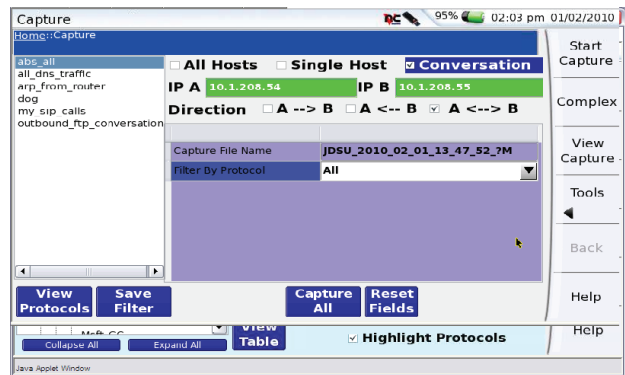 Capture
DC 95% 02:03 pm 01/02/2010
Home::Capture
abs_all
all_dns_traffic
arp_from_router
dog
my_sip_calls
outbound_ftp_conversation
All Hosts Single Host Conversation
IP A 10.1.208.54 IP B 10.1.208.55
Direction A --> B A <-- B A <--> B
Capture File Name JDSU_2010_02_01_13_47_52_?M
Filter By Protocol All
View Protocols
Save Filter
Capture All
Reset Fields
Start Capture
Complex
View Capture
Tools
Back
Help
Collapse All Expand All
View Table
Highlight Protocols
Help
Java Applet Window